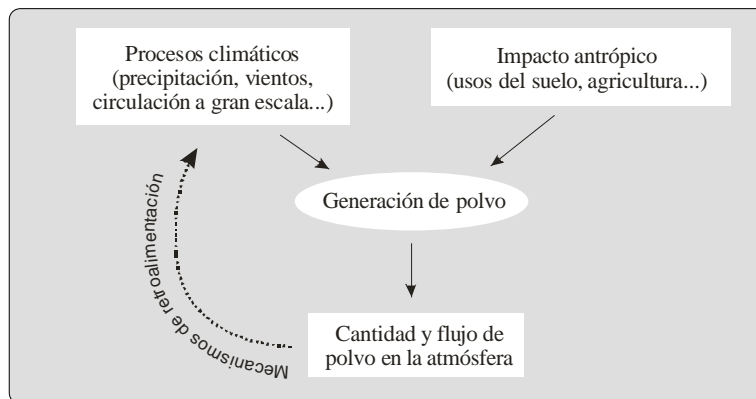 Procesos climáticos
(precipitación, vientos,
circulación a gran escala...)
Impacto antrópico
(usos del suelo, agricultura...)
Generación de polvo
Mecanismos de retroalimentación
Cantidad y flujo de
polvo en la atmósfera